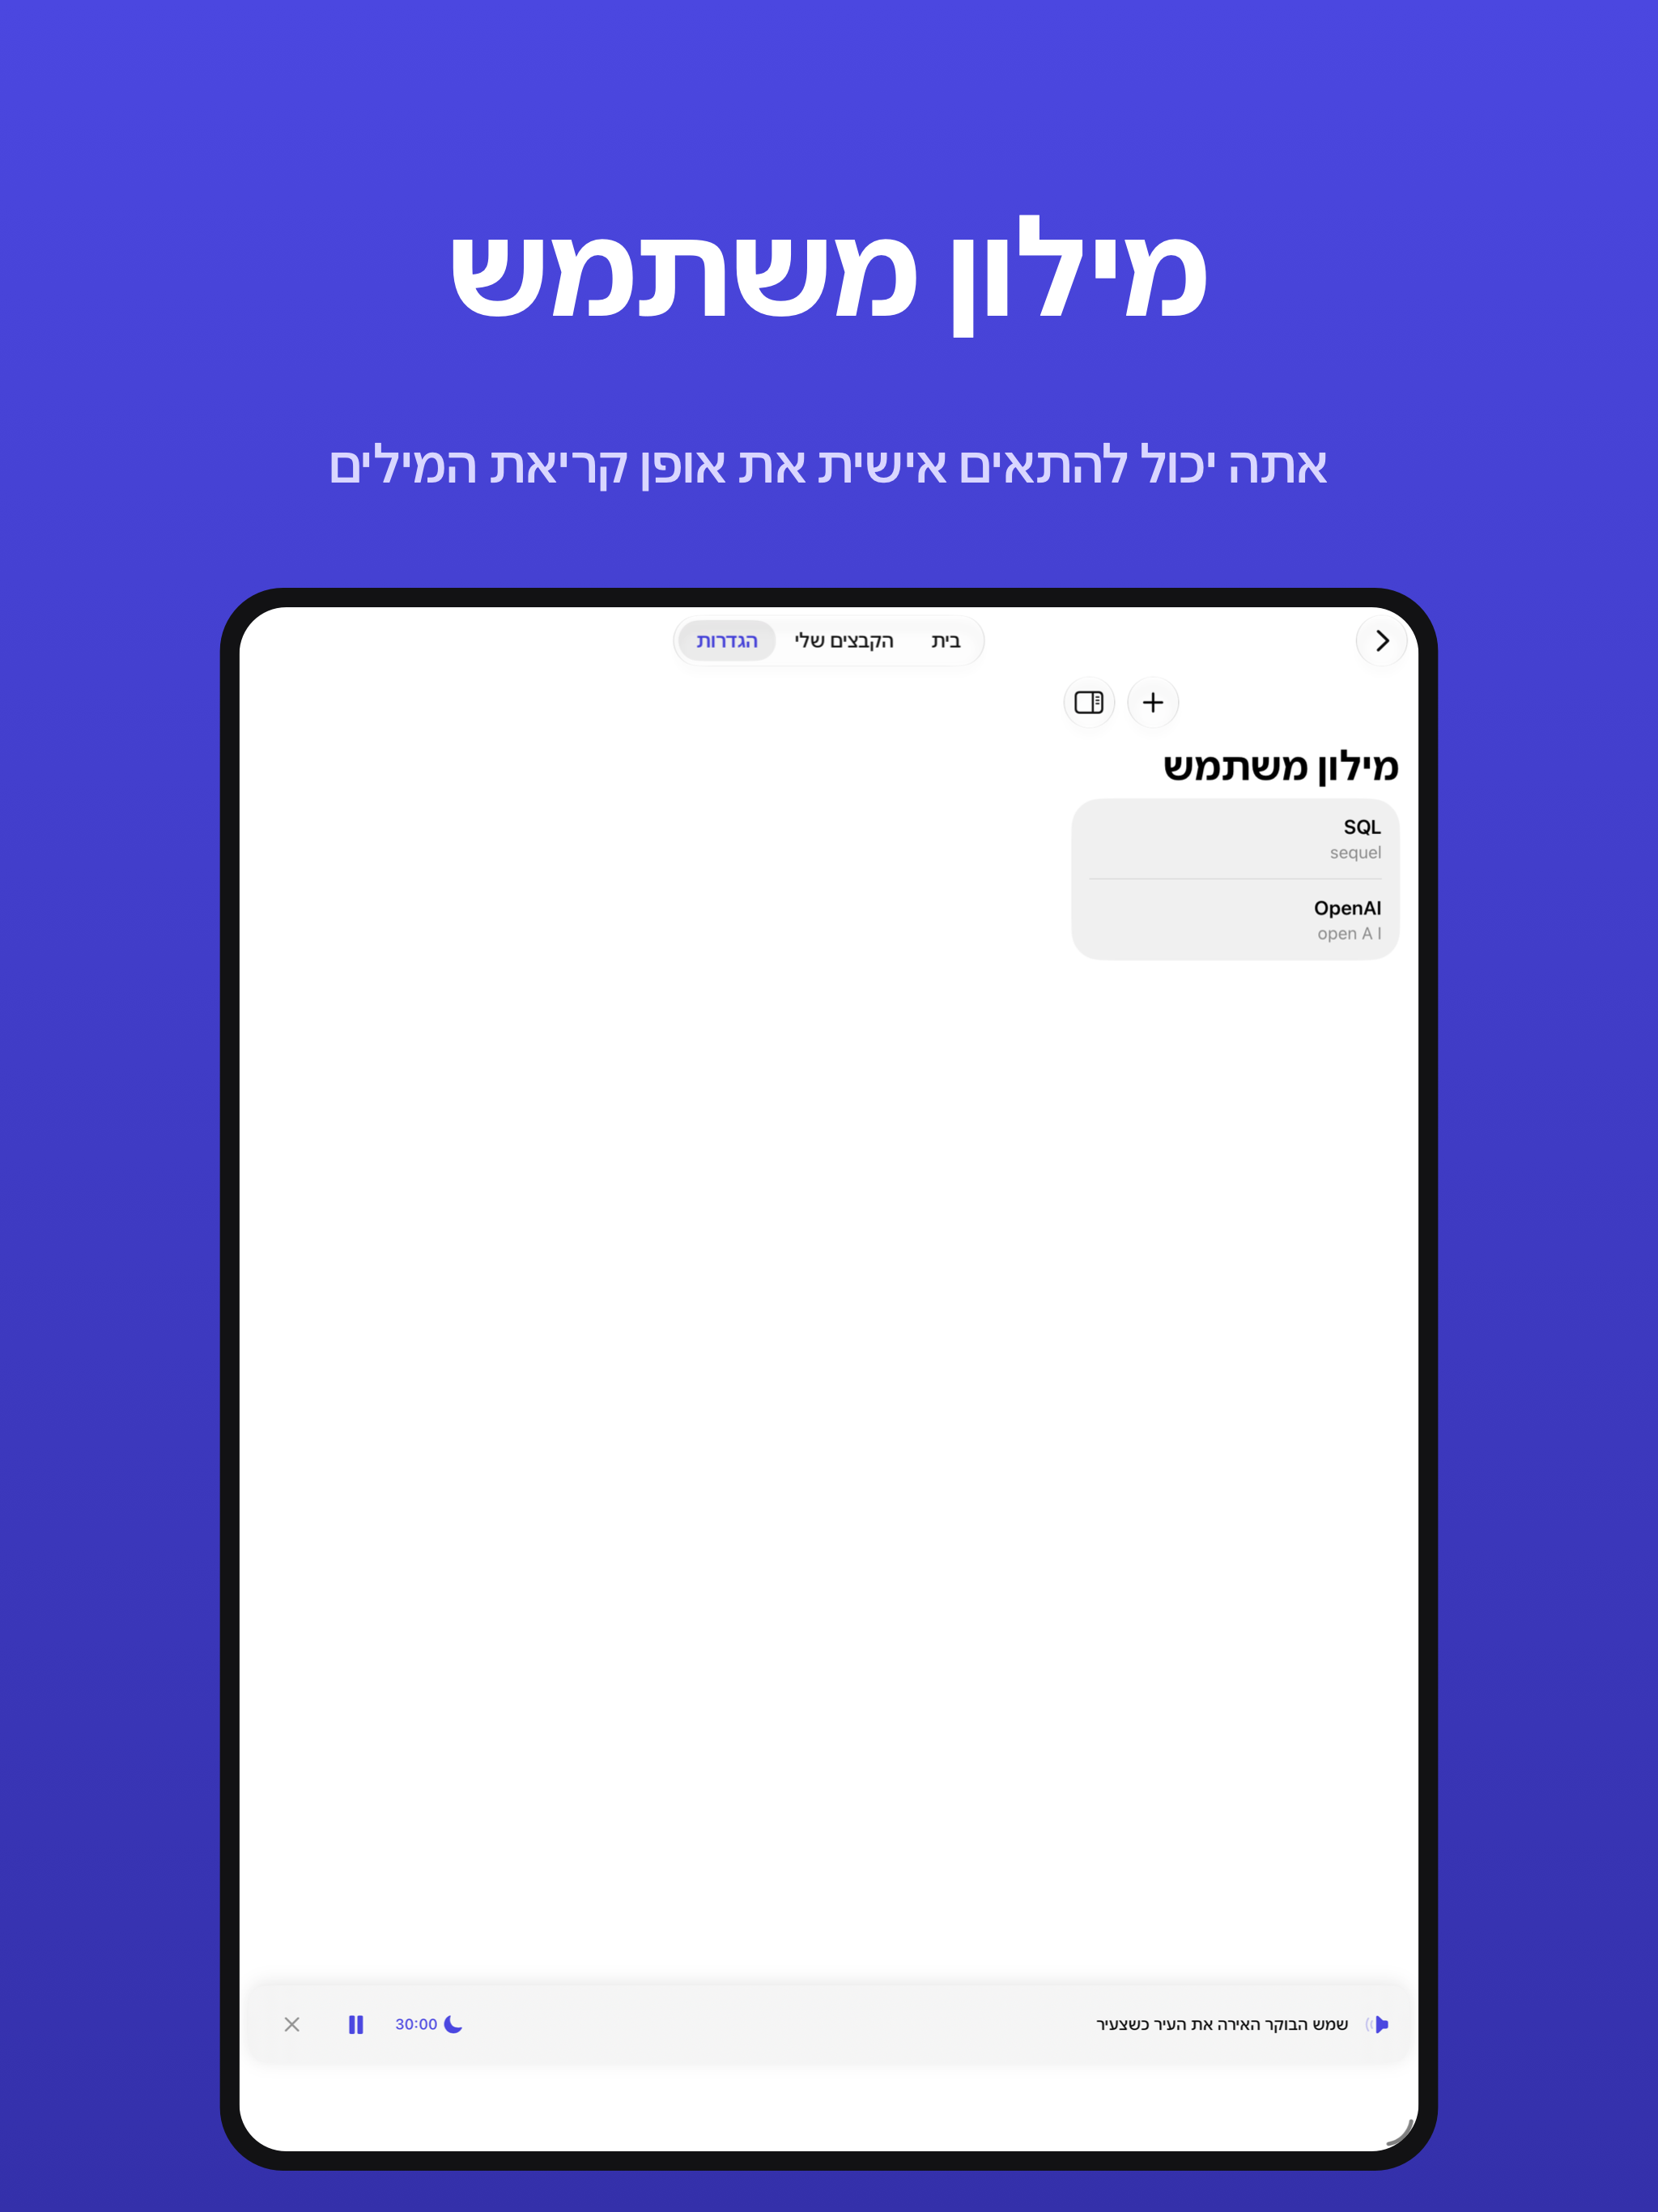 מילון משתמש
אתה יכול להתאים אישית את אופן קריאת המילים
בית הקבצים שלי הגדרות
מילון משתמש
SQL
sequel
OpenAI
open A I
שמש הבוקר האירה את העיר כשצעיר
30:00